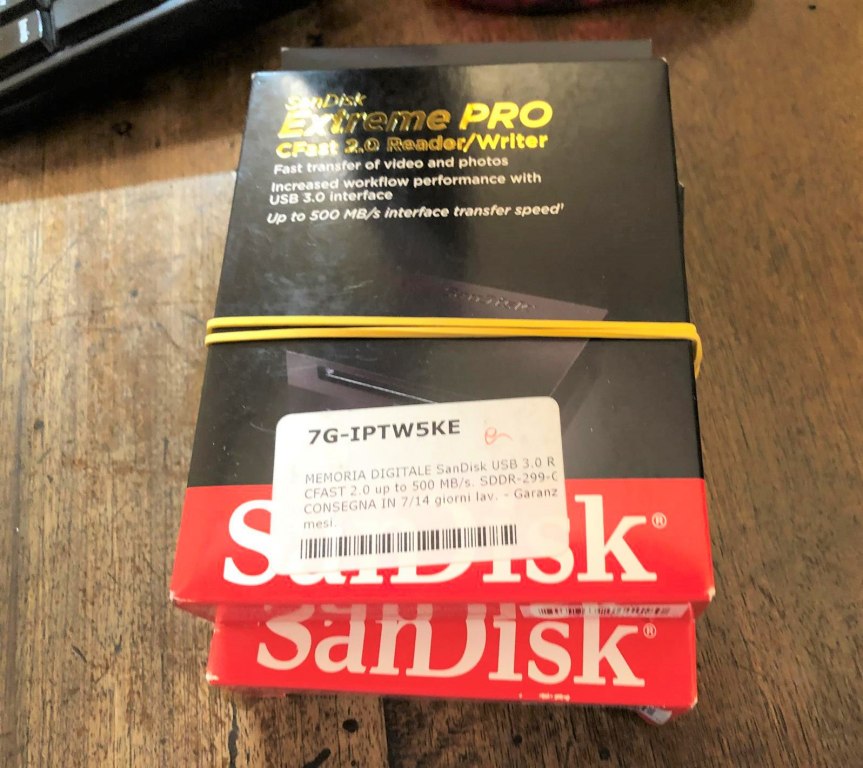 SanDisk
Extreme PRO
CFast 2.0 Reader/Writer
Fast transfer of video and photos
Increased workflow performance with
USB 3.0 interface
Up to 500 MB/s interface transfer speed¹
SanDisk
7G-IPTW5KE
MEMORIA DIGITALE SanDisk USB 3.0 R
CFAST 2.0 up to 500 MB/s. SDDR-299-G
CONSEGNA IN 7/14 giorni lav. - Garanz
mesi.
SanDisk®
SanDisk®